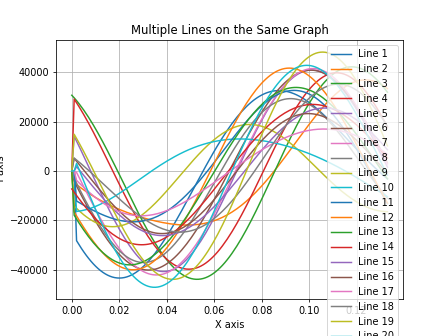 Multiple Lines on the Same Graph
40000
20000
0
−20000
−40000
0.00 0.02 0.04 0.06 0.08 0.10
X axis
axis
Line 1
Line 2
Line 3
Line 4
Line 5
Line 6
Line 7
Line 8
Line 9
Line 10
Line 11
Line 12
Line 13
Line 14
Line 15
Line 16
Line 17
Line 18
Line 19
Line 20